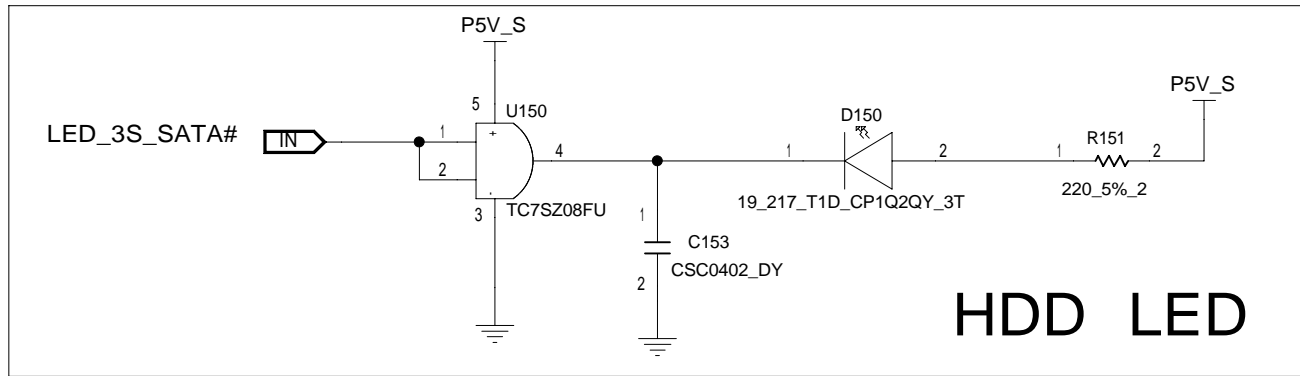 P5V_S
5
U150
+
LED_3S_SATA#
IN
1
2
4
-
3
TC7SZ08FU
D150
1
2
19_217_T1D_CP1Q2QY_3T
P5V_S
R151
1
2
220_5%_2
1
C153
CSC0402_DY
2
HDD LED